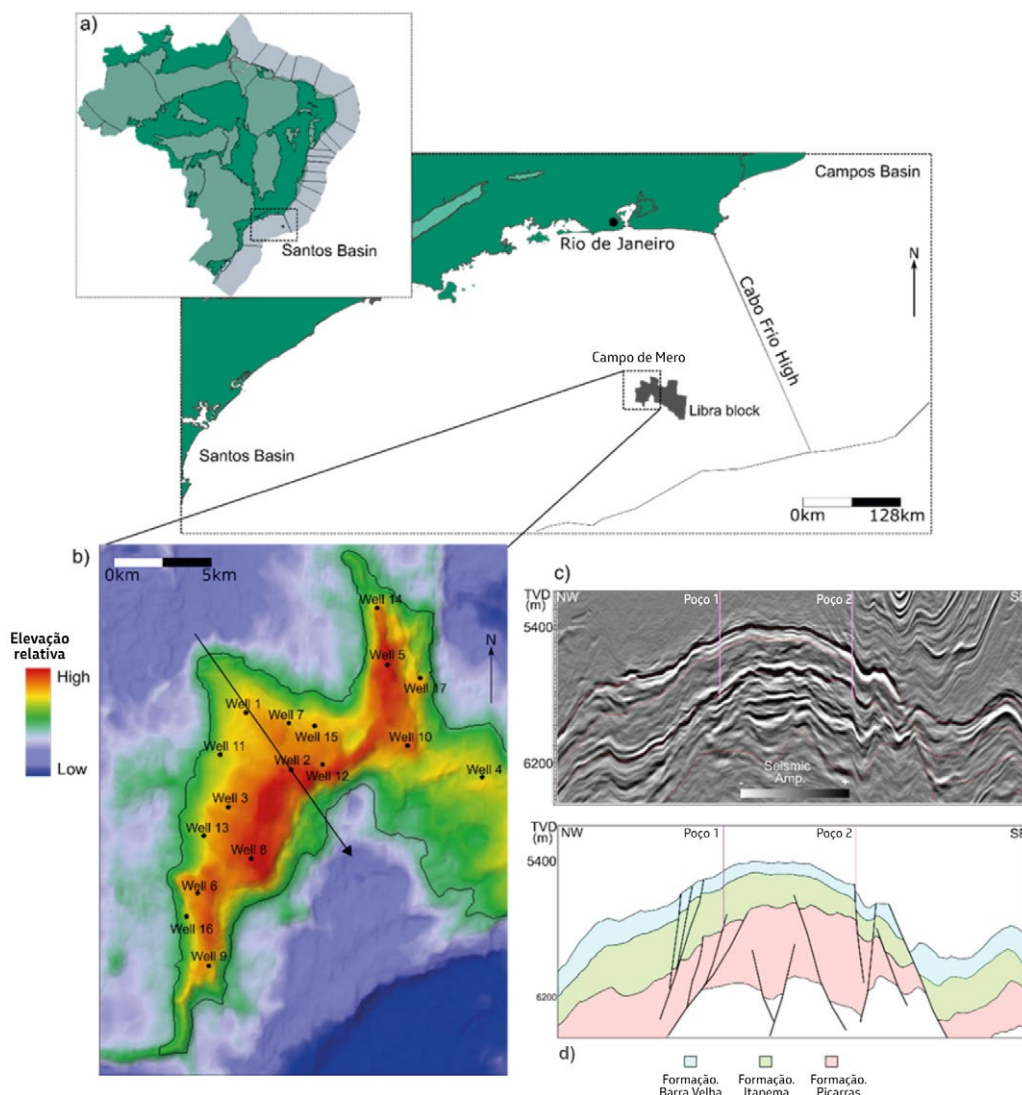 a)
Santos Basin
Campos Basin
Rio de Janeiro
N
Cabo Frio High
Campo de Mero
Libra block
Santos Basin
0km 128km
b)
0km 5km
Elevação
relativa
High
Low
N
Well 14
Well 5
Well 17
Well 1
Well 7
Well 15
Well 10
Well 11
Well 2
Well 12
Well 4
Well 3
Well 13
Well 8
Well 6
Well 16
Well 9
c)
TVD
(m)
NW
Poço 1
Poço 2
SE
5400
6200
Seismic
Amp.
- +
TVD
(m)
NW
Poço 1
Poço 2
SE
5400
6200
d)
Formação.
Barra Velha
Formação.
Itapema
Formação.
Piçarras